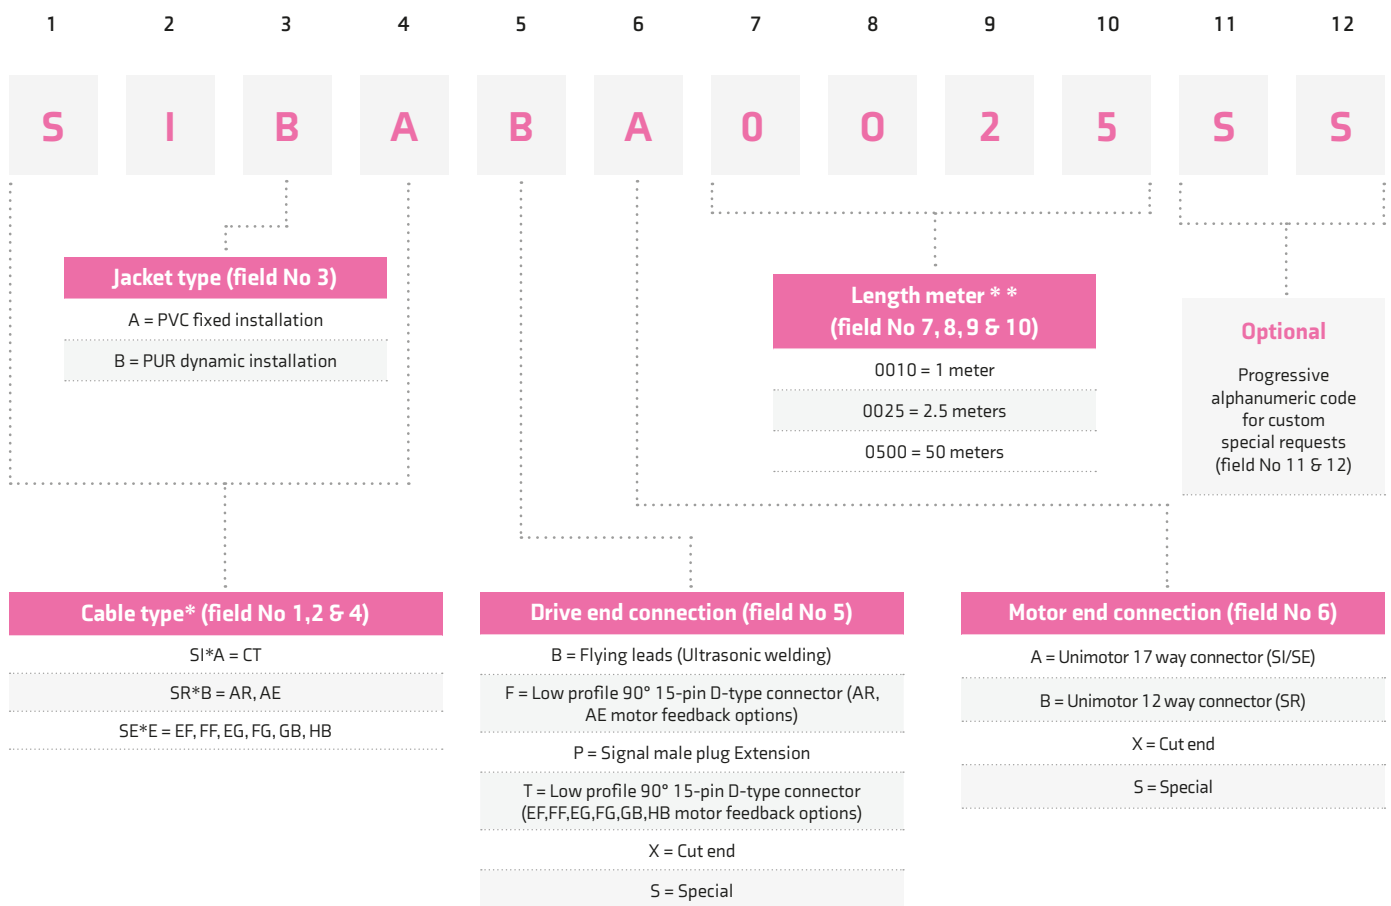 1 2 3 4 5 6 7 8 9 10 11 12
S I B A B A 0 0 2 5 S S
Jacket type (field No 3)
A = PVC fixed installation
B = PUR dynamic installation
Length meter * *
(field No 7, 8, 9 & 10)
0010 = 1 meter
0025 = 2.5 meters
0500 = 50 meters
Optional
Progressive
alphanumeric code
for custom
special requests
(field No 11 & 12)
Cable type* (field No 1,2 & 4)
SI*A = CT
SR*B = AR, AE
SE*E = EF, FF, EG, FG, GB, HB
Drive end connection (field No 5)
B = Flying leads (Ultrasonic welding)
F = Low profile 90° 15-pin D-type connector (AR,
AE motor feedback options)
P = Signal male plug Extension
T = Low profile 90° 15-pin D-type connector
(EF,FF,EG,FG,GB,HB motor feedback options)
X = Cut end
S = Special
Motor end connection (field No 6)
A = Unimotor 17 way connector (SI/SE)
B = Unimotor 12 way connector (SR)
X = Cut end
S = Special